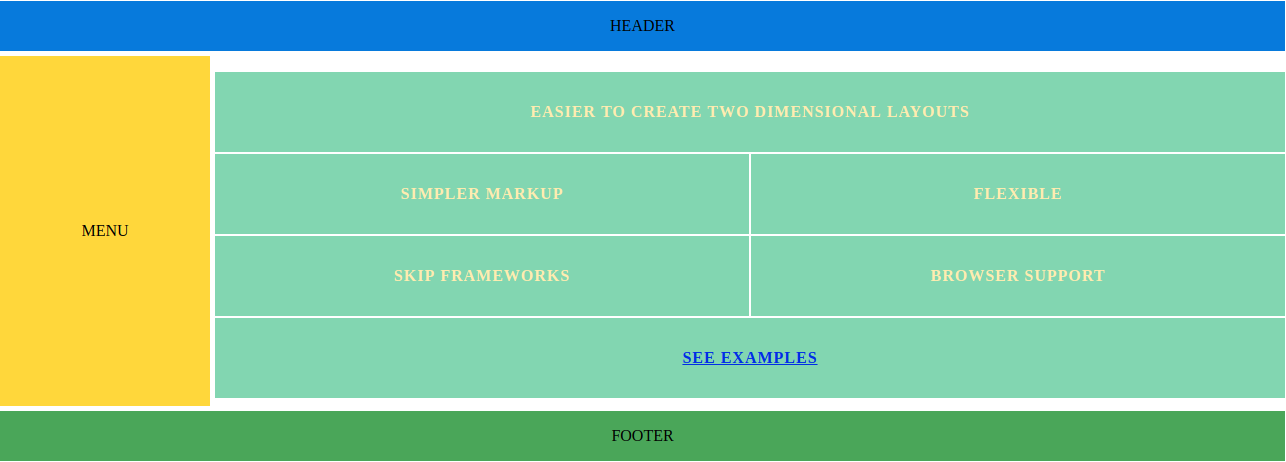 HEADER
EASIER TO CREATE TWO DIMENSIONAL LAYOUTS
SIMPLER MARKUP
FLEXIBLE
MENU
SKIP FRAMEWORKS
BROWSER SUPPORT
SEE EXAMPLES
FOOTER